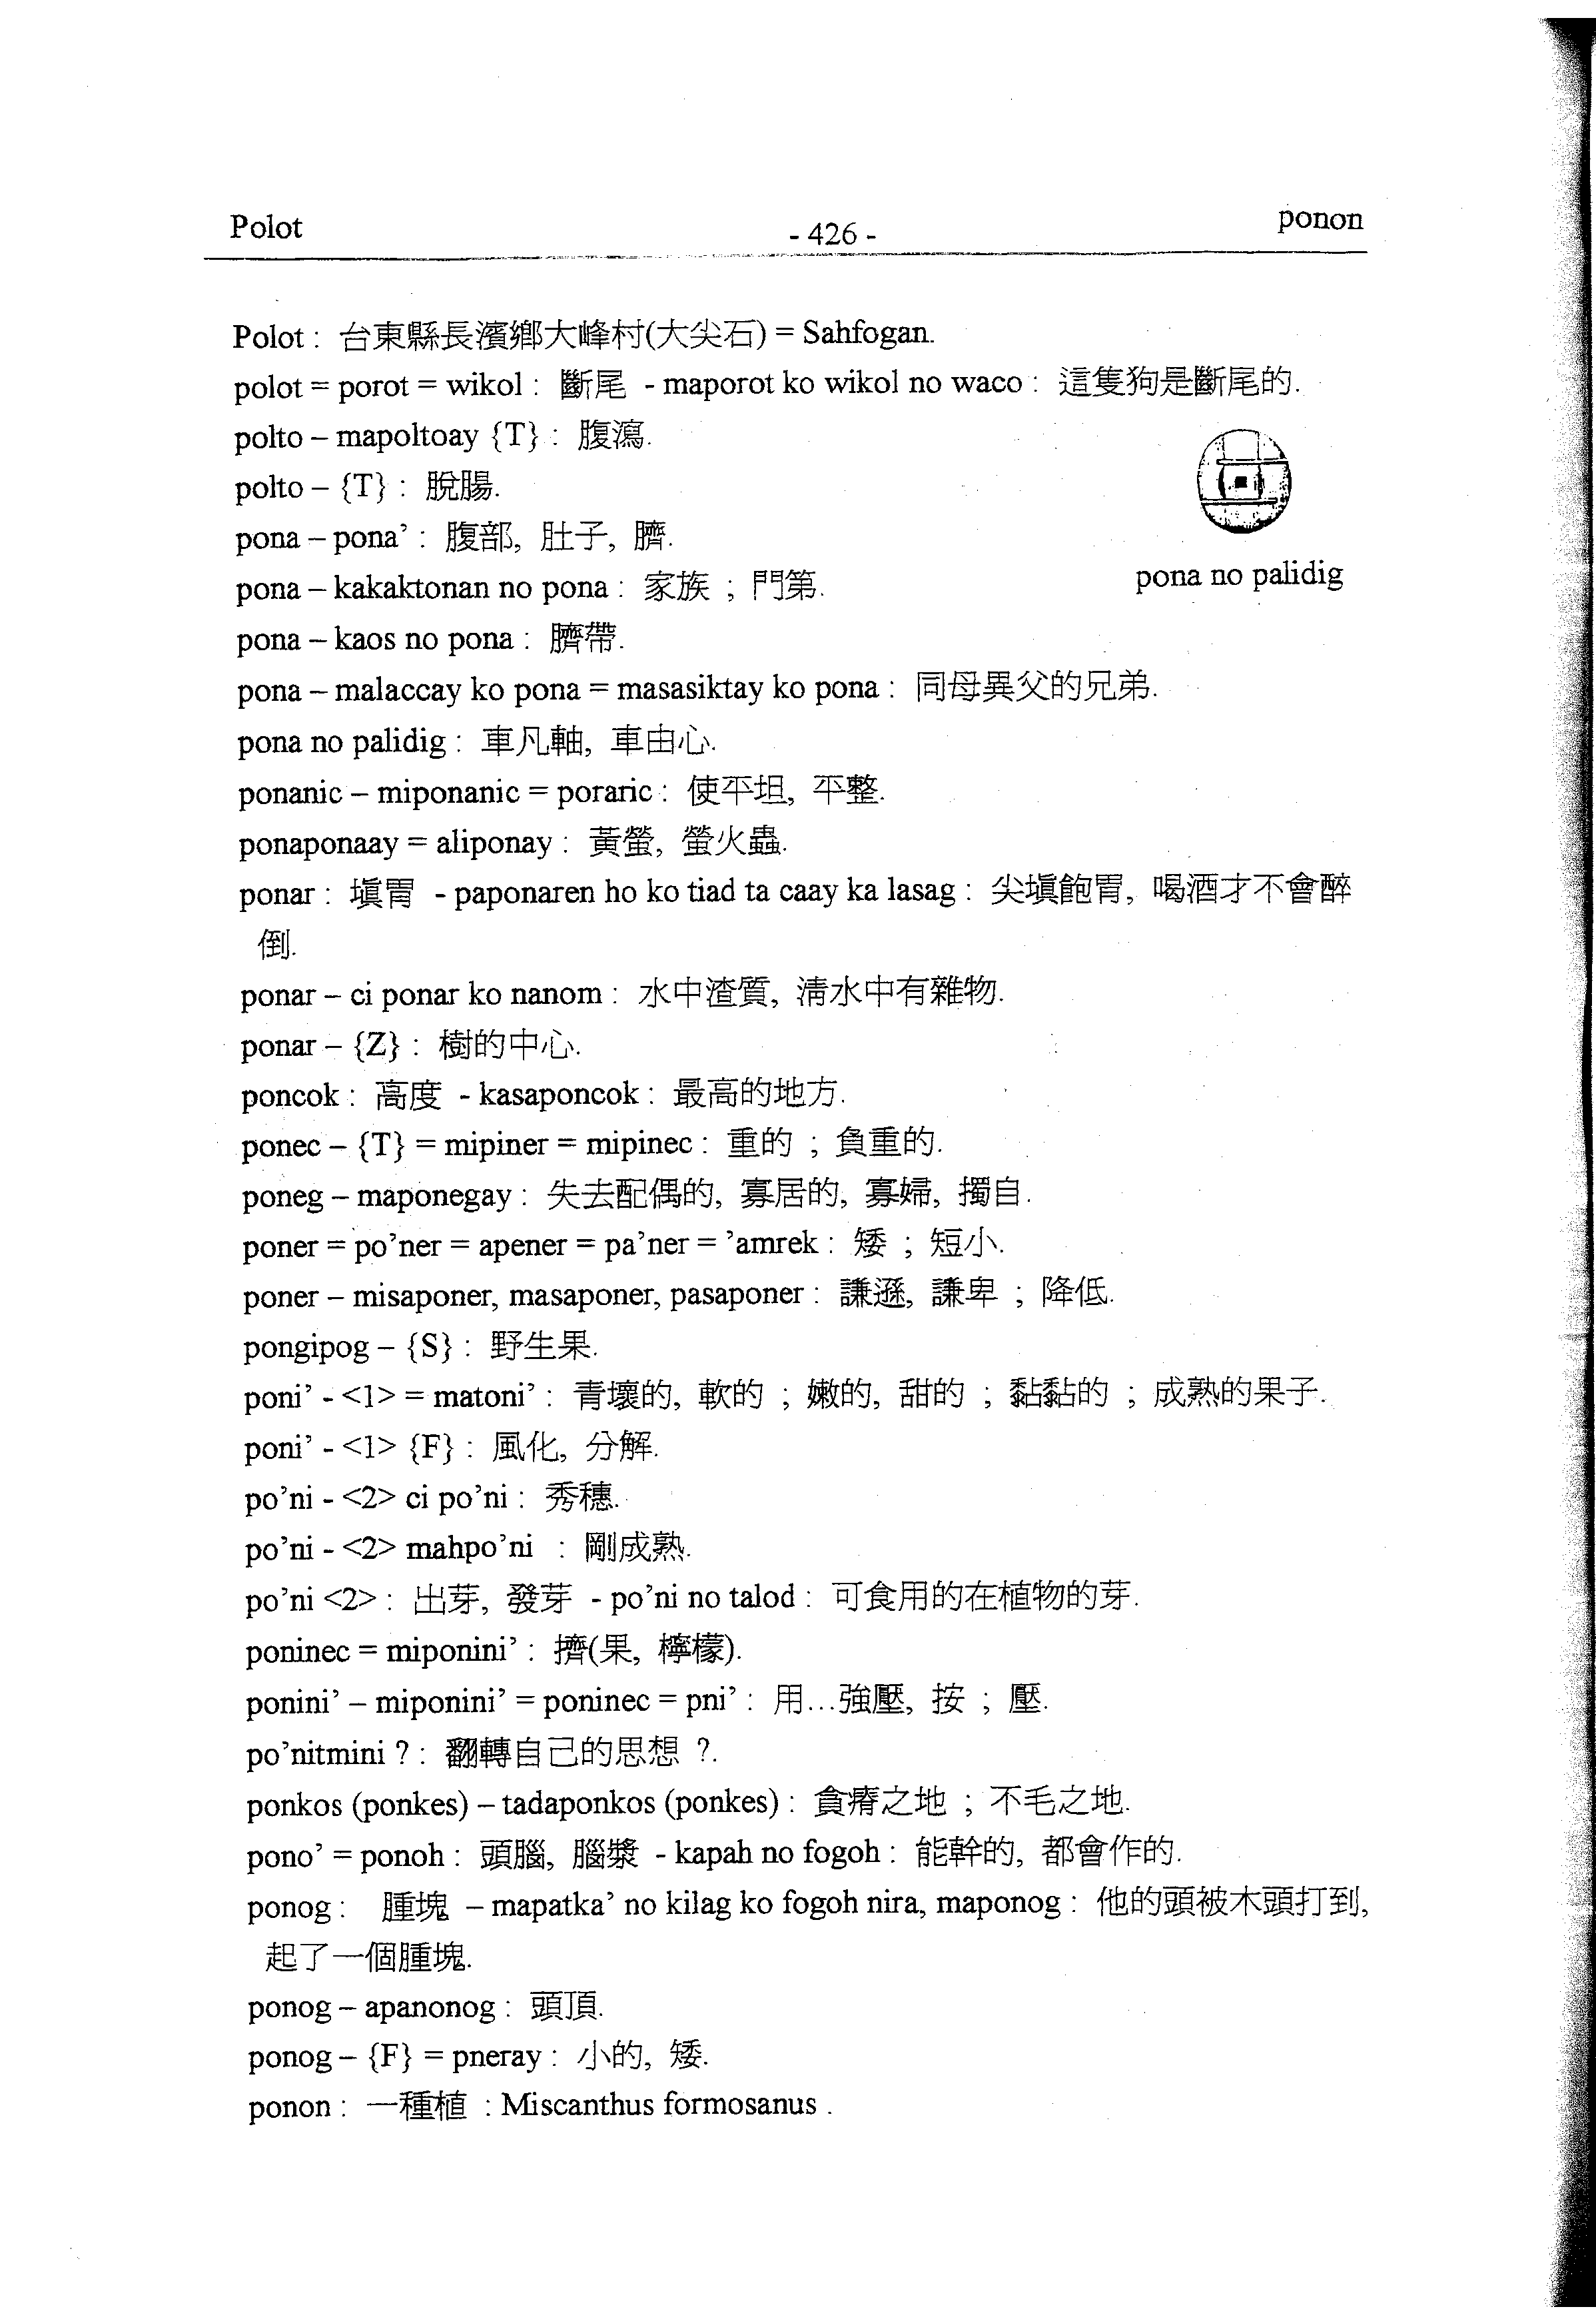 Polot
- 426 -
ponon
Polot : 台東縣長濱鄉大峰村(大尖石) = Sahfogan.
polot = porot = wikol : 斷尾 - maporot ko wikol no waco : 這隻狗是斷尾的.
polto – mapoltoay {T} : 腹瀉.
polto – {T} : 脫腸.
pona – pona’ : 腹部, 肚子, 臍.
pona – kakaktonan no pona : 家族 ; 門第.
pona no palidig
pona – kaos no pona : 臍帶.
pona – malaccay ko pona = masasiktay ko pona : 同母異父的兄弟.
pona no palidig : 車凡軸, 車由心.
ponanic – miponanic = poraric : 使平坦, 平整.
ponaponaay = aliponay : 黃螢, 螢火蟲.
ponar : 填胃 - paponaren ho ko tiad ta caay ka lasag : 尖填飽胃, 喝酒才不會醉
倒.
ponar – ci ponar ko nanom : 水中渣質, 清水中有雜物.
ponar – {Z} : 樹的中心.
poncok : 高度 - kasaponcok : 最高的地方.
ponec – {T} = mipiner = mipinec : 重的 ; 負重的.
poneg – maponegay : 失去配偶的, 寡居的, 寡婦, 獨自.
poner = po’ner = apener = pa’ner = ’amrek : 矮 ; 短小.
poner – misaponer, masaponer, pasaponer : 謙遜, 謙卑 ; 降低.
pongipog – {S} : 野生果.
poni’ - <1> = matoni’ : 青壞的, 軟的 ; 嫩的, 甜的 ; 黏黏的 ; 成熟的果子.
poni’ - <1> {F} : 風化, 分解.
po’ni - <2> ci po’ni : 秀穗.
po’ni - <2> mahpo’ni : 剛成熟.
po’ni <2> : 出芽, 發芽 - po’ni no talod : 可食用的在植物的芽.
poninec = miponini’ : 擠(果, 檸檬).
ponini’ – miponini’ = poninec = pni’ : 用...強壓, 按 ; 壓.
po’nitmini ? : 翻轉自己的思想 ?.
ponkos (ponkes) – tadaponkos (ponkes) : 貪瘠之地 ; 不毛之地.
pono’ = ponoh : 頭腦, 腦漿 - kapah no fogoh : 能幹的, 都會作的.
ponog : 腫塊 – mapatka’ no kilag ko fogoh nira, maponog : 他的頭被木頭打到,
起了一個腫塊.
ponog – apanonog : 頭頂.
ponog – {F} = pneray : 小的, 矮.
ponon : 一種植 : Miscanthus formosanus .